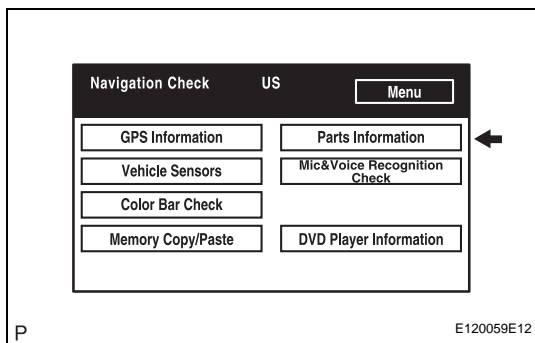 Navigation Check US Menu
GPS Information Parts Information
Vehicle Sensors Mic&Voice Recognition
Check
Color Bar Check
Memory Copy/Paste DVD Player Information
P E120059E12